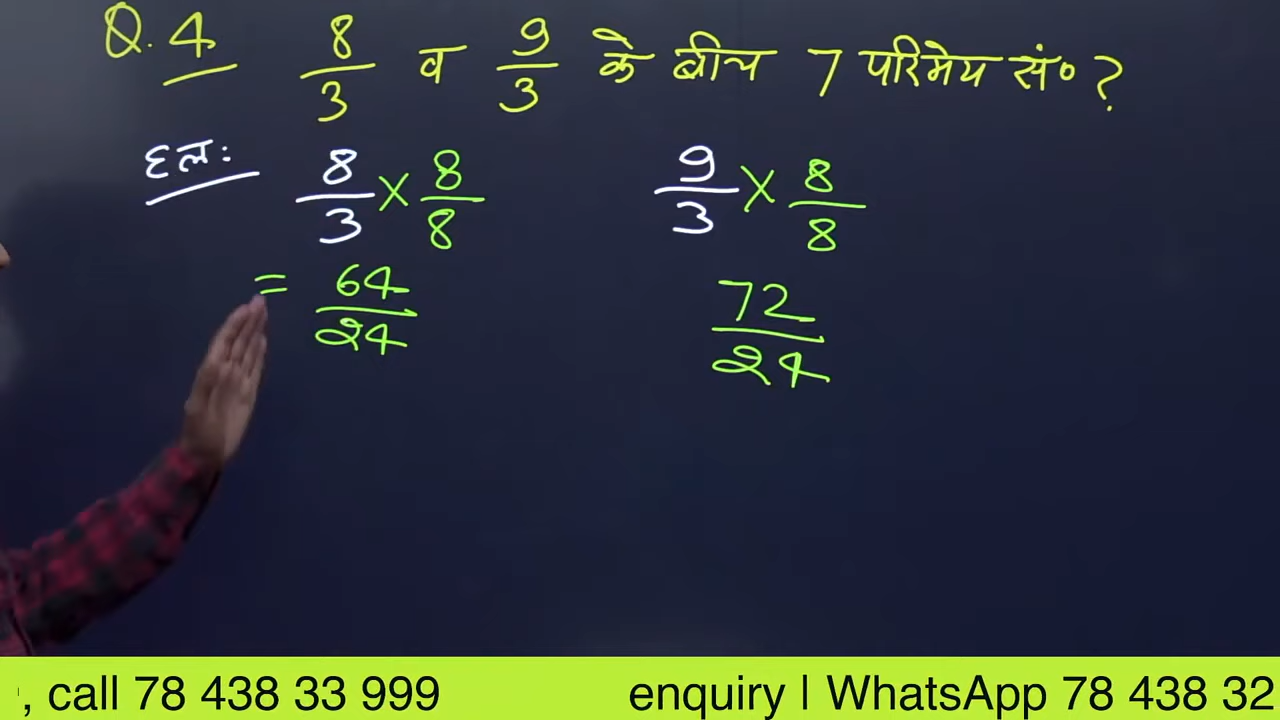 Q. 4 8/3 व 9/3 के बीच 7 परिमेय सं० ?
हल: 8/3 × 8/8 9/3 × 8/8
= 64/24 72/24
, call 78 438 33 999 enquiry | WhatsApp 78 438 32